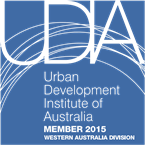 UDIA
Urban
Development
Institute of
Australia
MEMBER 2015
WESTERN AUSTRALIA DIVISION